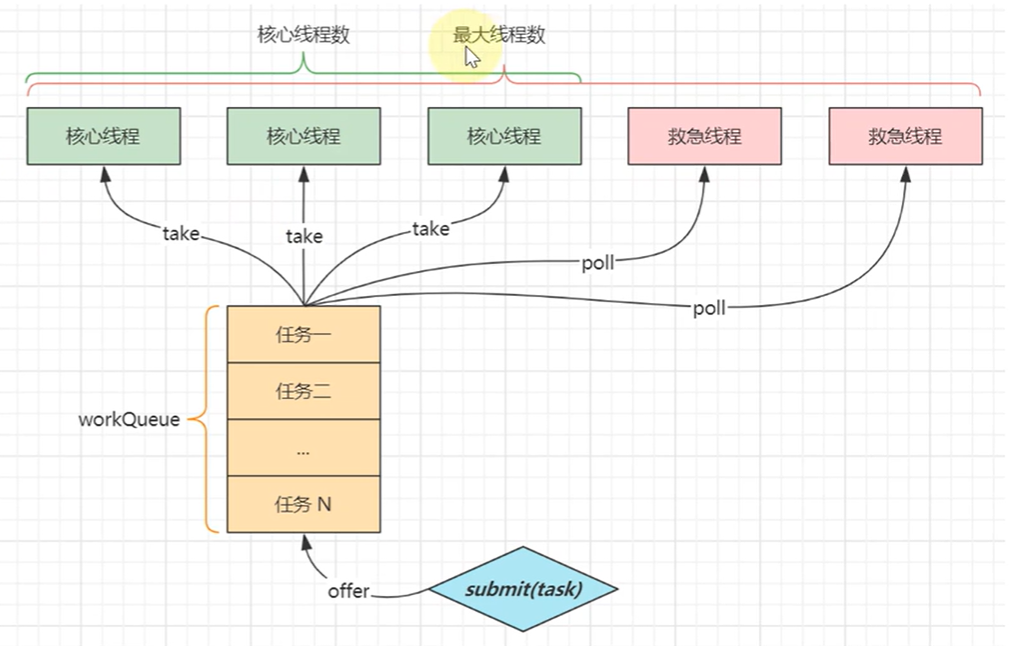 核心线程数
最大线程数
核心线程
核心线程
核心线程
救急线程
救急线程
take
take
take
poll
poll
任务一
任务二
...
任务 N
workQueue
offer
submit(task)